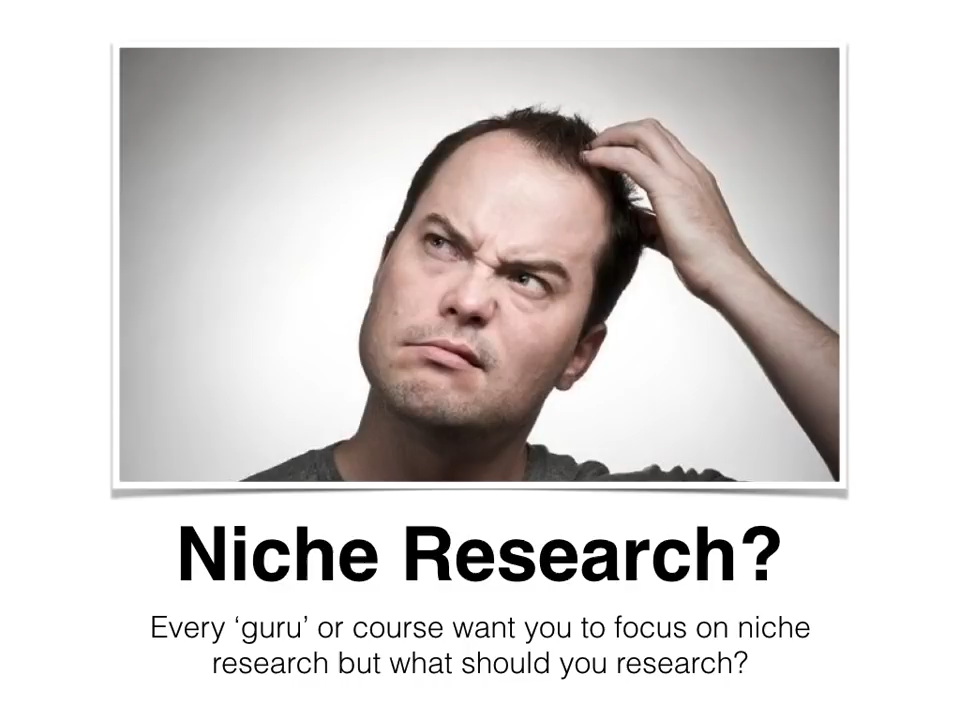 Niche Research?
Every ‘guru’ or course want you to focus on niche
research but what should you research?